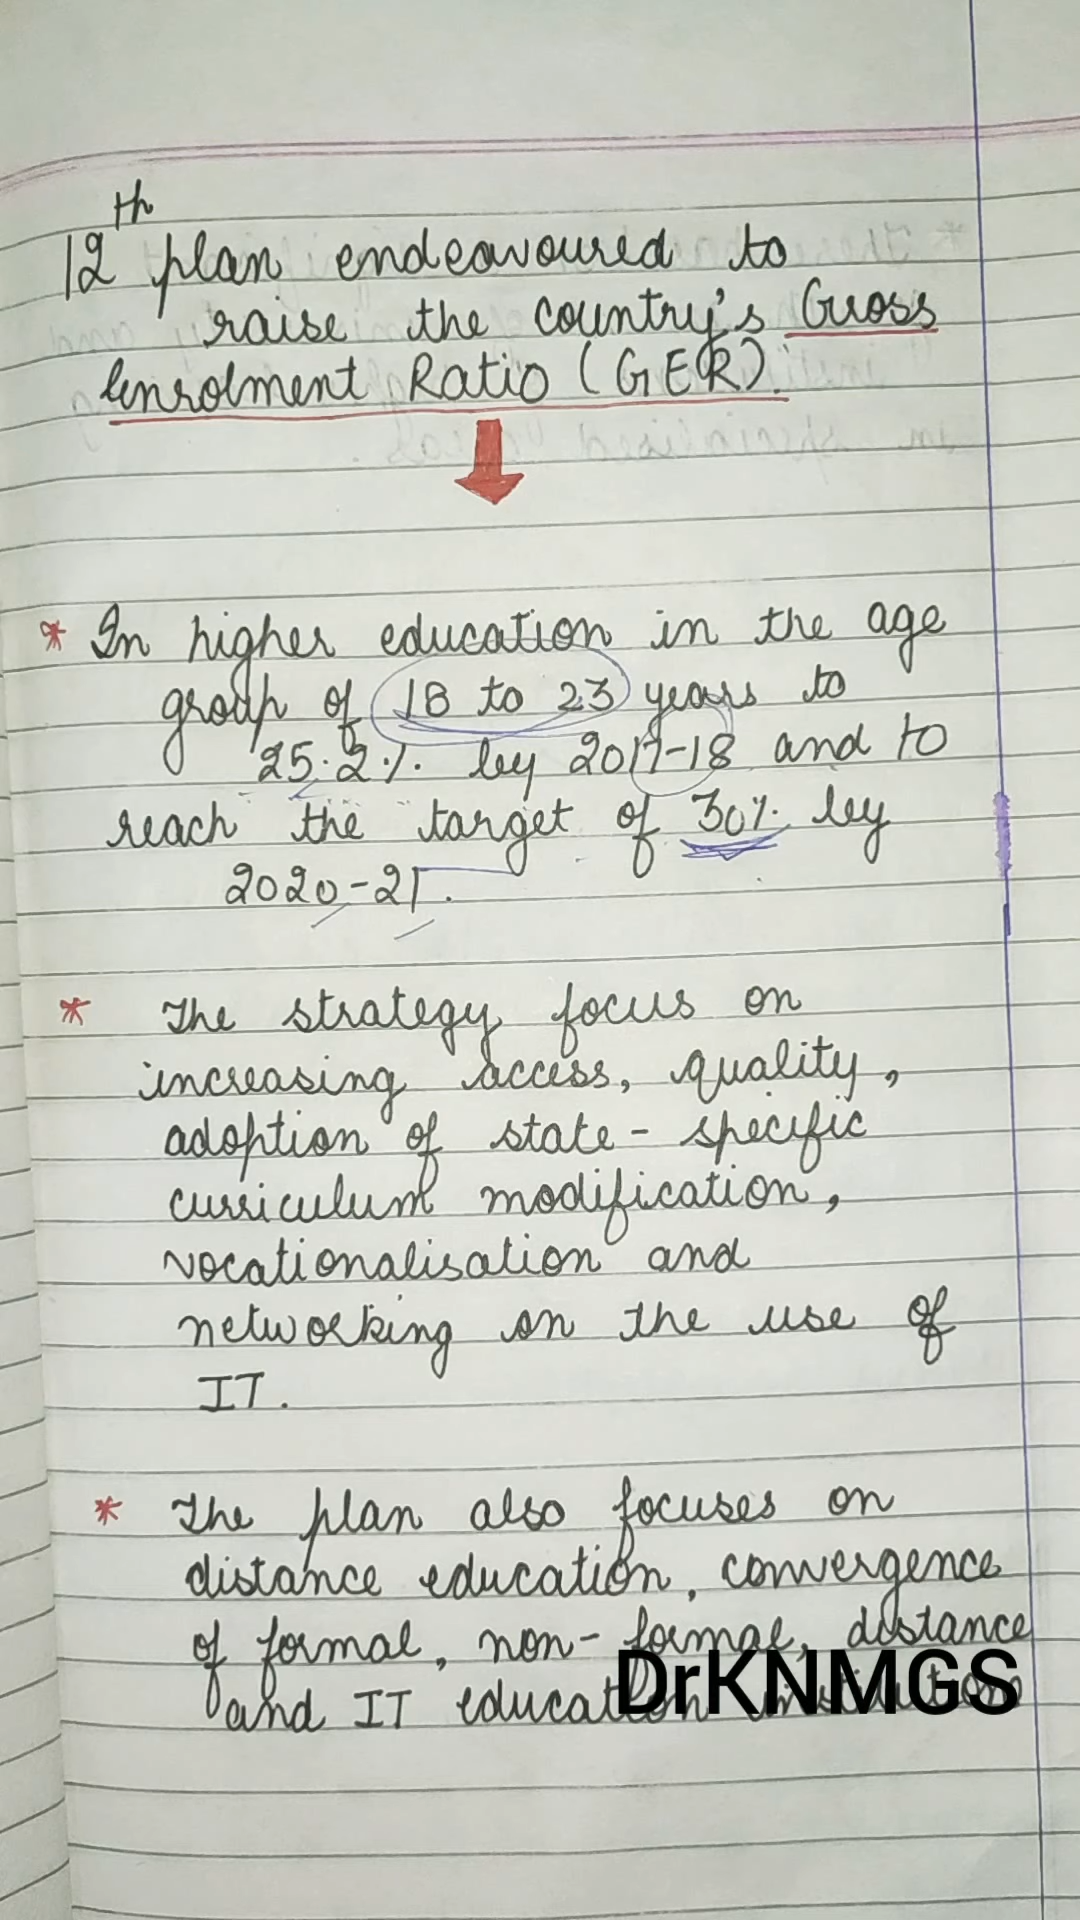 12th plan endeavoured to
raise the country's Gross
Enrolment Ratio (GER).
* In higher education in the age
group of 18 to 23 years to
25.2%. by 2017-18 and to
reach the target of 30% by
2020-21.
* The strategy focus on
increasing access, quality,
adoption of state-specific
curriculum modification,
vocationalisation and
networking on the use of
IT.
* The plan also focuses on
distance education, convergence
of formal, non-formal, distance
and IT education
DrKNMGS